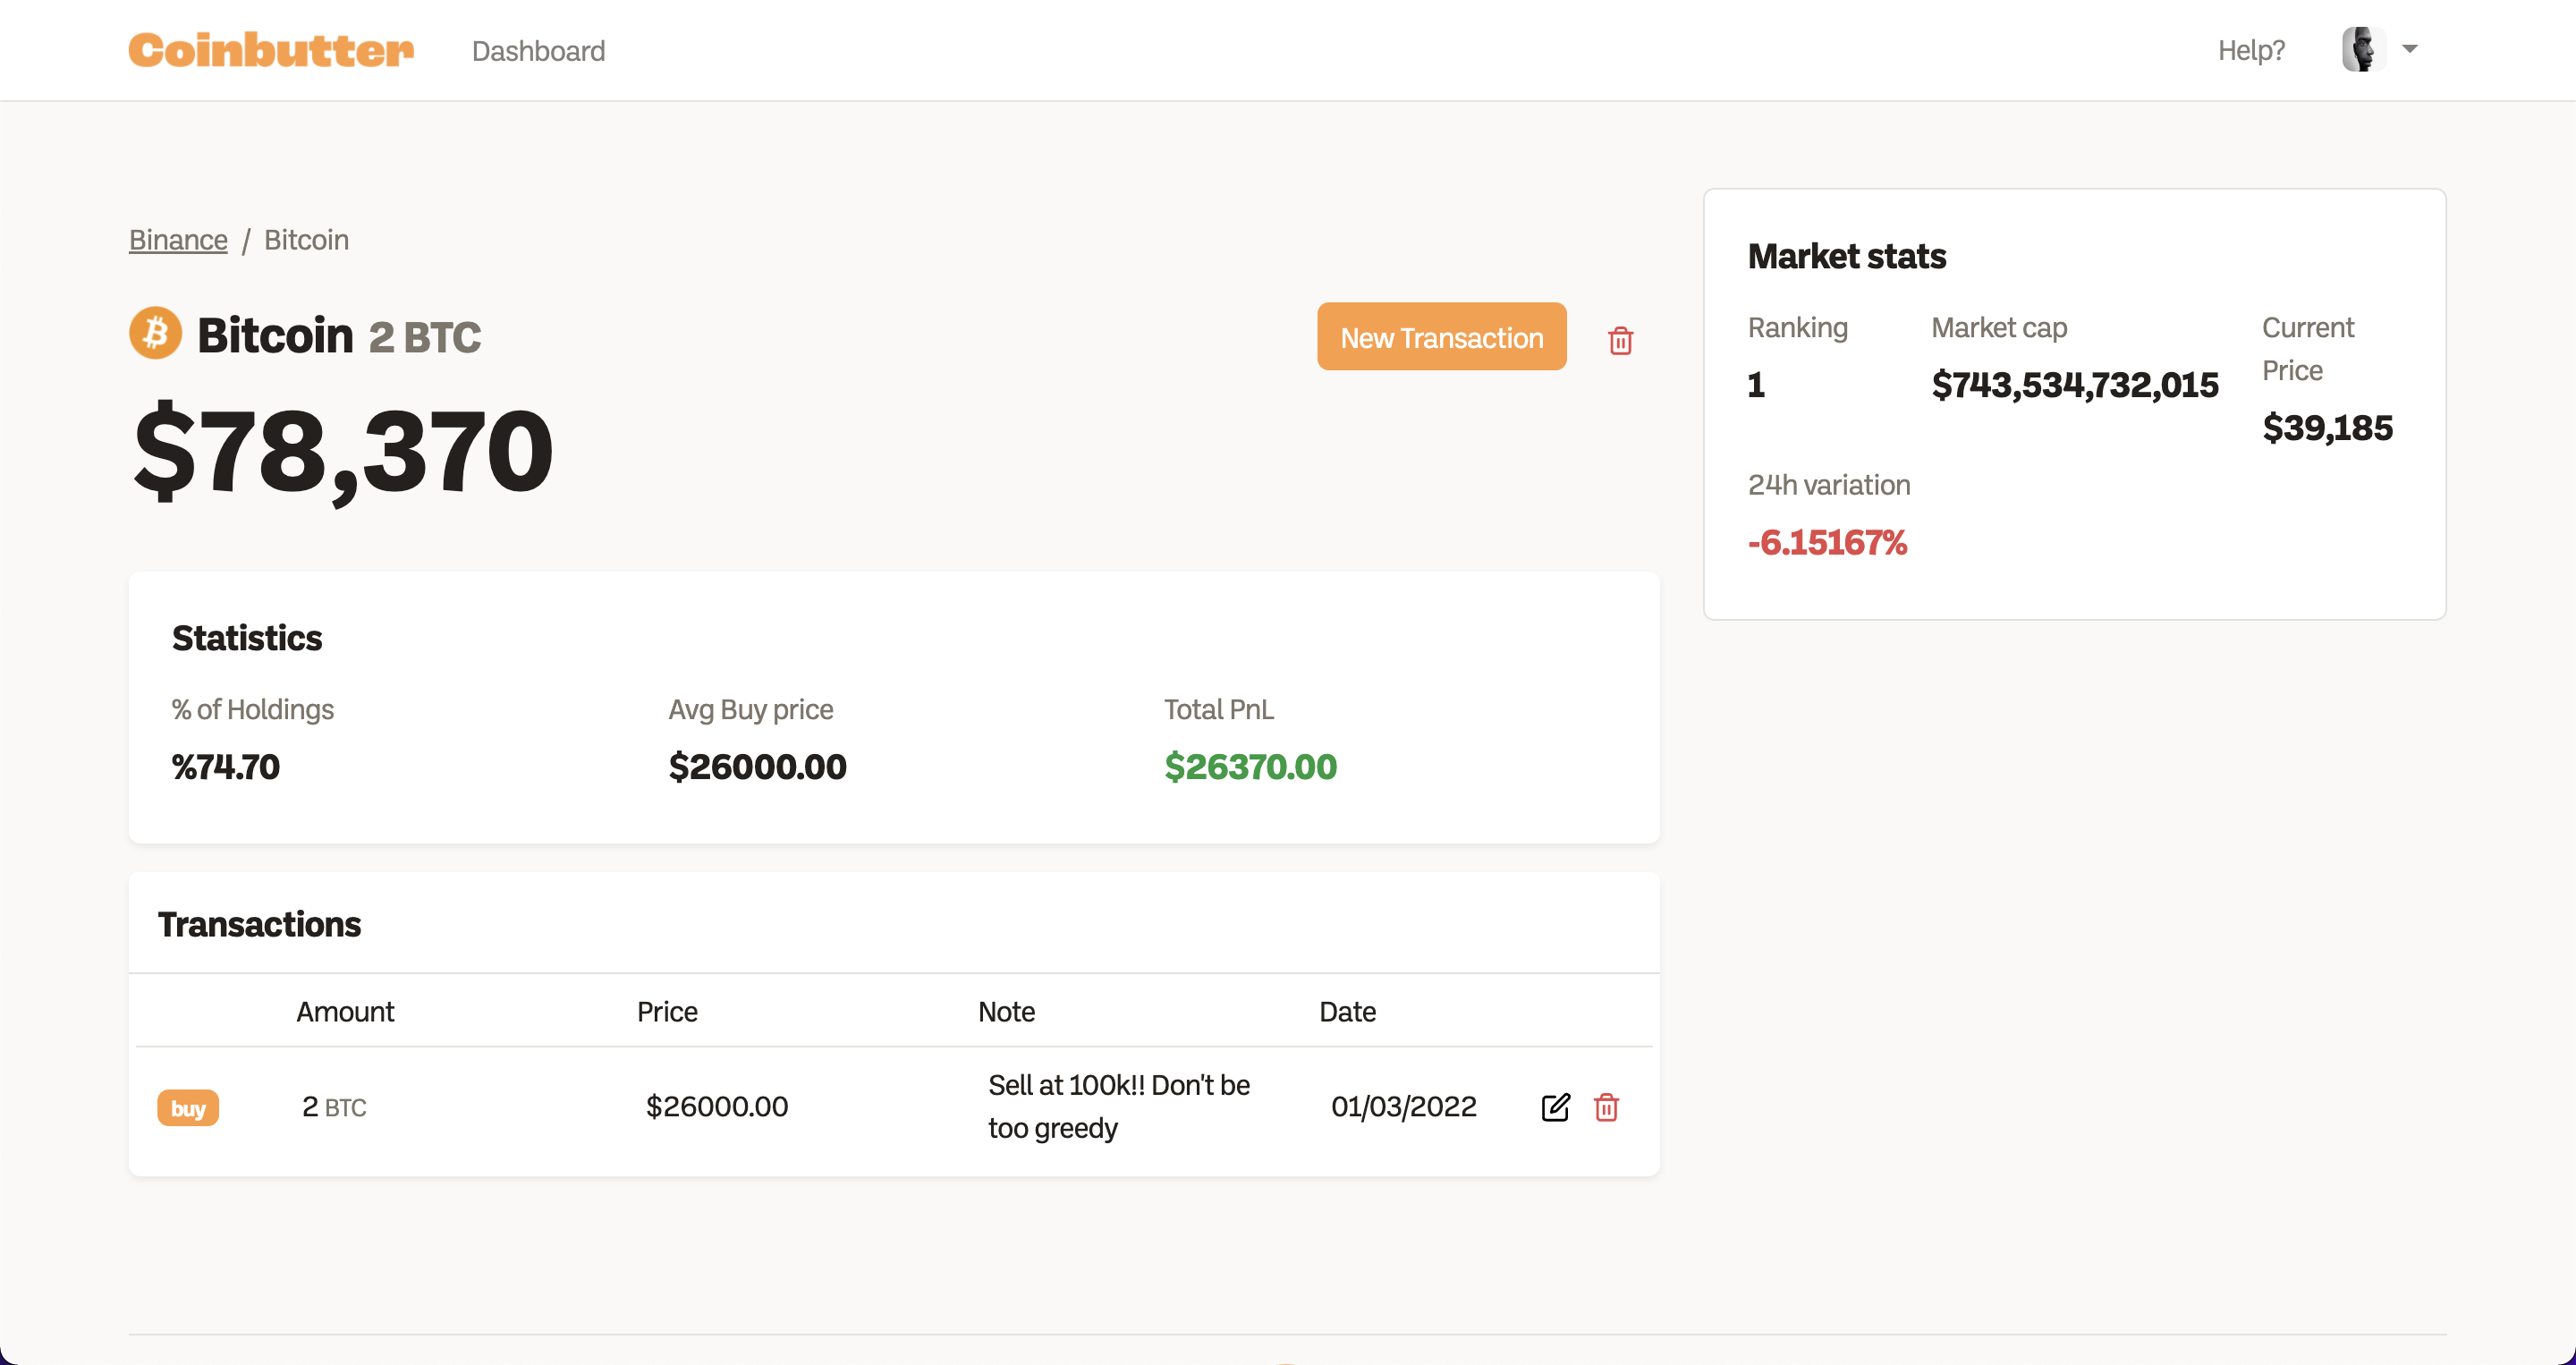 Coinbutter Dashboard Help?
Binance / Bitcoin
Bitcoin 2 BTC
New Transaction
$78,370
Statistics
% of Holdings Avg Buy price Total PnL
%74.70 $26000.00 $26370.00
Transactions
Amount Price Note Date
buy 2 BTC $26000.00 Sell at 100k!! Don't be
too greedy
01/03/2022
Market stats
Ranking Market cap Current
Price
1 $743,534,732,015 $39,185
24h variation
-6.15167%